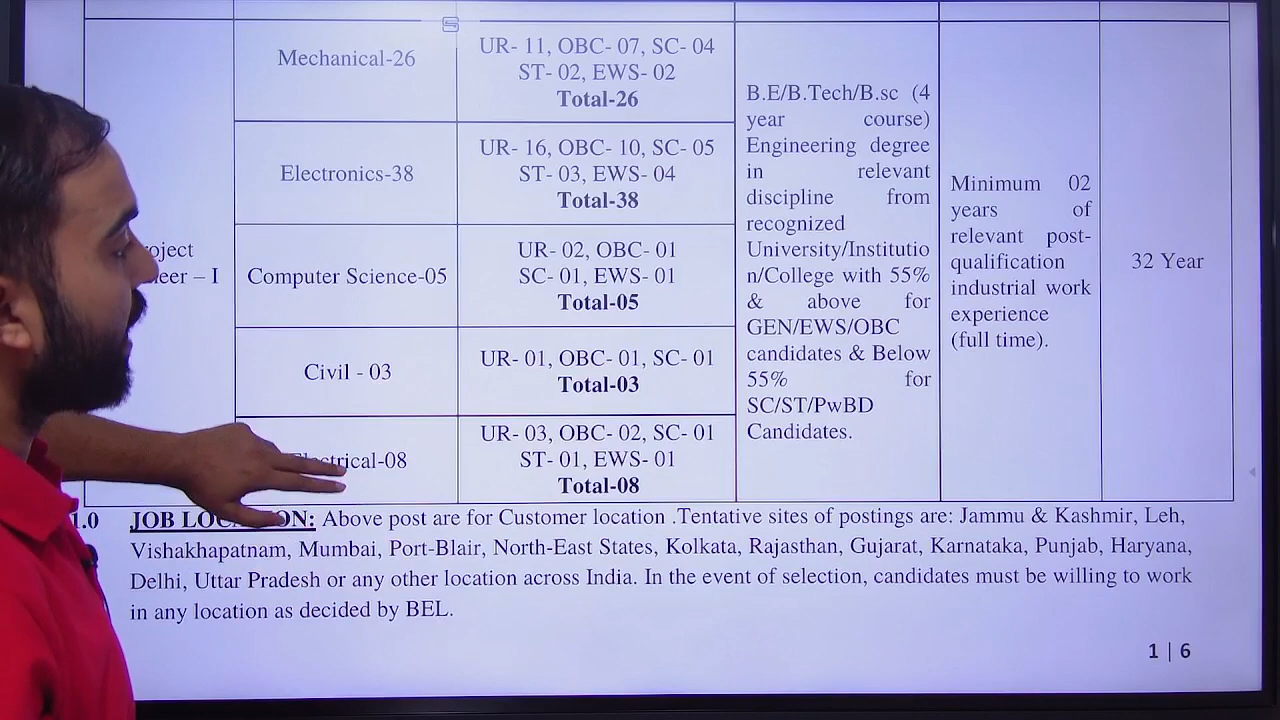 Mechanical-26
UR- 11, OBC- 07, SC- 04
ST- 02, EWS- 02
Total-26
Electronics-38
UR- 16, OBC- 10, SC- 05
ST- 03, EWS- 04
Total-38
Computer Science-05
UR- 02, OBC- 01
SC- 01, EWS- 01
Total-05
Civil - 03
UR- 01, OBC- 01, SC- 01
Total-03
Electrical-08
UR- 03, OBC- 02, SC- 01
ST- 01, EWS- 01
Total-08
B.E/B.Tech/B.sc (4
year course)
Engineering degree
in relevant
discipline from
recognized
University/Institutio
n/College with 55%
& above for
GEN/EWS/OBC
candidates & Below
55% for
SC/ST/PwBD
Candidates.
Minimum 02
years of
relevant post-
qualification
industrial work
experience
(full time).
32 Year
1.0 JOB LOCATION: Above post are for Customer location .Tentative sites of postings are: Jammu & Kashmir, Leh,
Vishakhapatnam, Mumbai, Port-Blair, North-East States, Kolkata, Rajasthan, Gujarat, Karnataka, Punjab, Haryana,
Delhi, Uttar Pradesh or any other location across India. In the event of selection, candidates must be willing to work
in any location as decided by BEL.
1 | 6